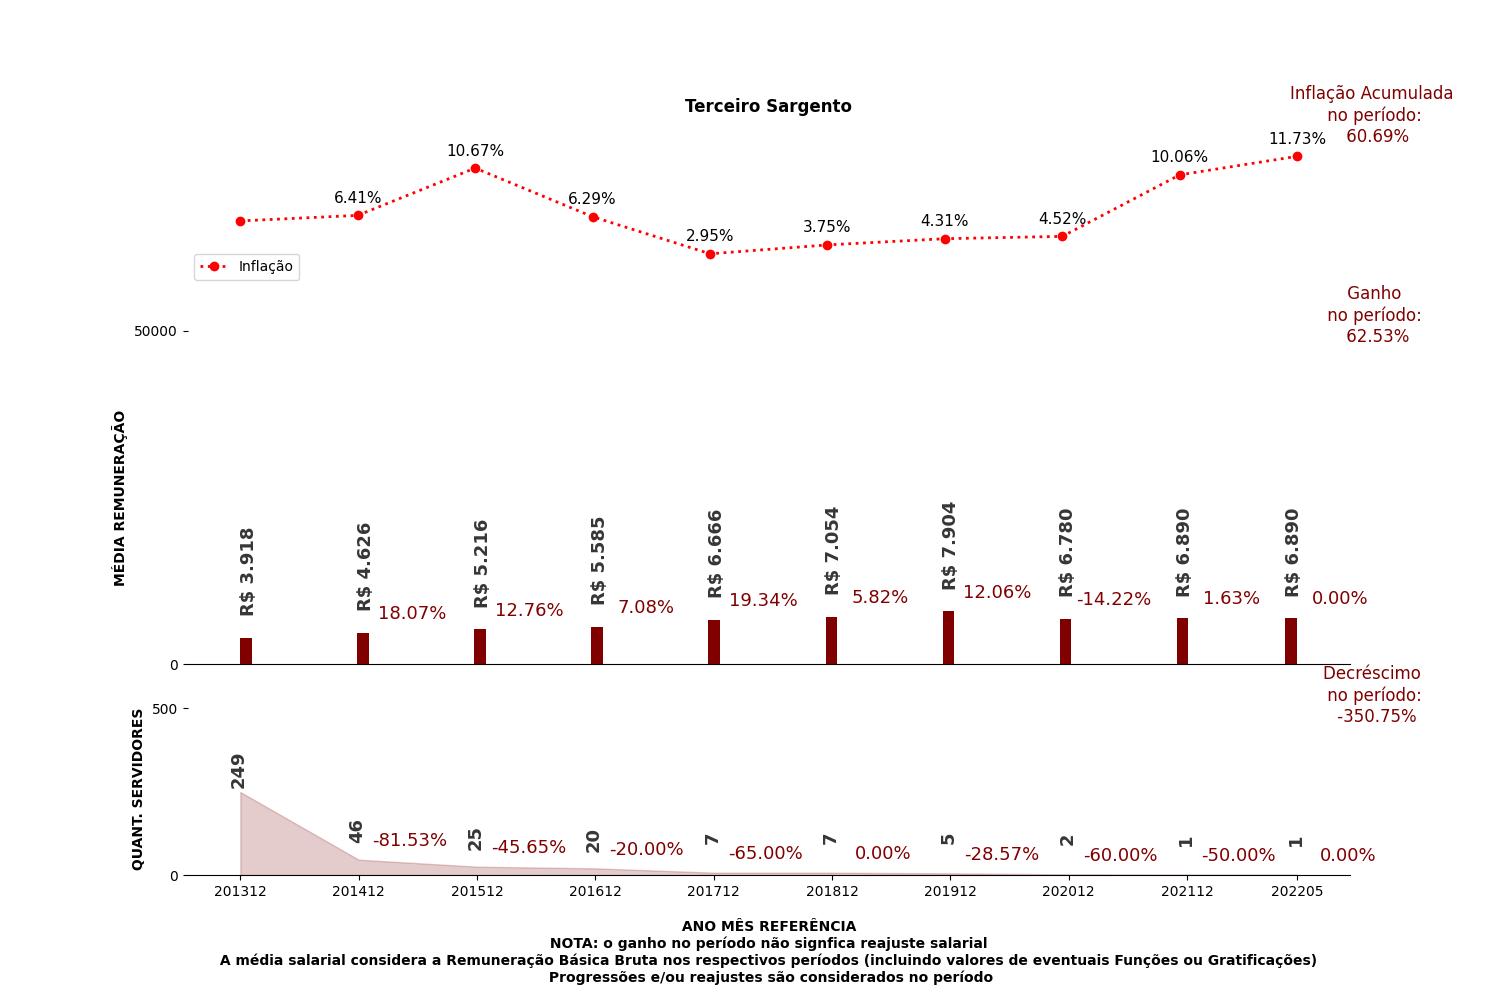 Terceiro Sargento
Inflação Acumulada
no período:
60.69%
6.41%
10.67%
6.29%
2.95%
3.75%
4.31%
4.52%
10.06%
11.73%
Inflação
Ganho
no período:
62.53%
50000
0
MÉDIA REMUNERAÇÃO
R$ 3.918
R$ 4.626
R$ 5.216
R$ 5.585
R$ 6.666
R$ 7.054
R$ 7.904
R$ 6.780
R$ 6.890
R$ 6.890
18.07%
12.76%
7.08%
19.34%
5.82%
12.06%
-14.22%
1.63%
0.00%
Decréscimo
no período:
-350.75%
500
0
QUANT. SERVIDORES
249
46
25
20
7
7
5
2
1
1
-81.53%
-45.65%
-20.00%
-65.00%
0.00%
-28.57%
-60.00%
-50.00%
0.00%
201312
201412
201512
201612
201712
201812
201912
202012
202112
202205
ANO MÊS REFERÊNCIA
NOTA: o ganho no período não signfica reajuste salarial
A média salarial considera a Remuneração Básica Bruta nos respectivos períodos (incluindo valores de eventuais Funções ou Gratificações)
Progressões e/ou reajustes são considerados no período